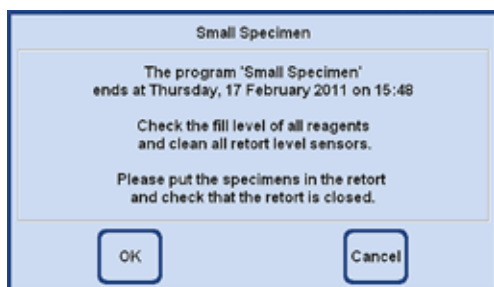 Small Specimen
The program 'Small Specimen'
ends at Thursday, 17 February 2011 on 15:48
Check the fill level of all reagents
and clean all retort level sensors.
Please put the specimens in the retort
and check that the retort is closed.
OK
Cancel